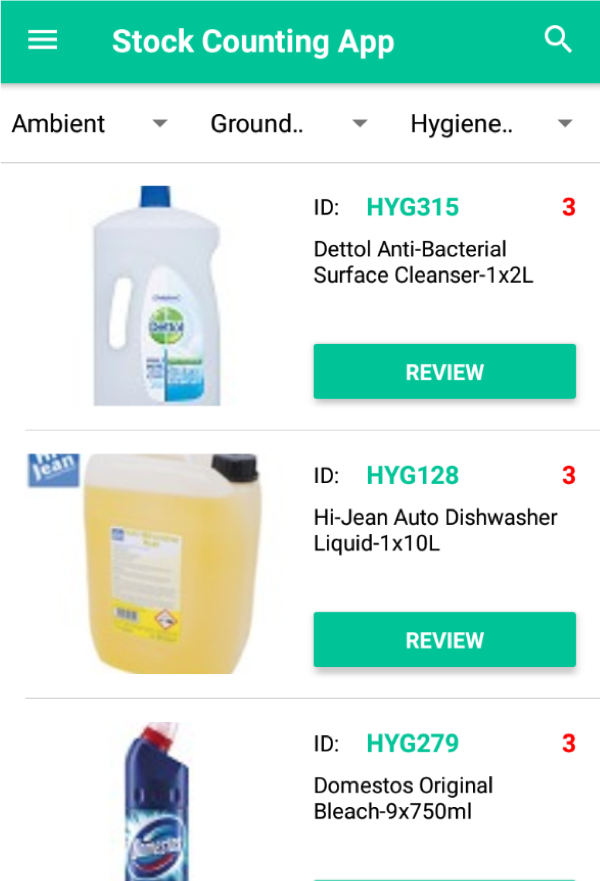 Stock Counting App
Ambient
Ground..
Hygiene..
ID: HYG315 3
Dettol Anti-Bacterial
Surface Cleanser-1x2L
Dettol
REVIEW
Hi
Jean
ID: HYG128 3
Hi-Jean Auto Dishwasher
Liquid-1x10L
REVIEW
ID: HYG279 3
Domestos Original
Bleach-9x750ml
Domestos